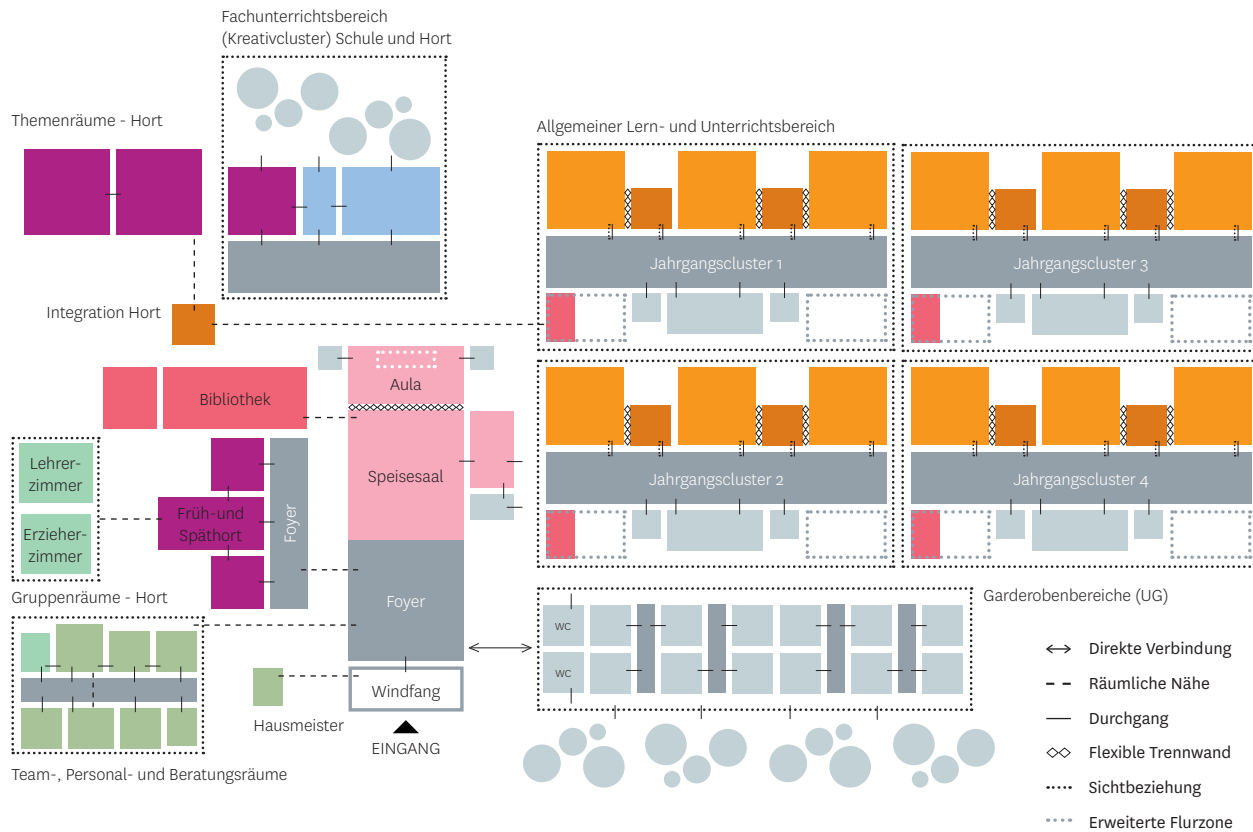 Fachunterrichtsbereich
(Kreativcluster) Schule und Hort
Themenräume - Hort
Allgemeiner Lern- und Unterrichtsbereich
Jahrgangscluster 1
Jahrgangscluster 3
Integration Hort
Aula
Bibliothek
Speisesaal
Lehrer-
zimmer
Erzieher-
zimmer
Früh-und
Späthort
Foyer
Jahrgangscluster 2
Jahrgangscluster 4
Gruppenräume - Hort
Foyer
Garderobenbereiche (UG)
WC
WC
Windfang
Hausmeister
EINGANG
Team-, Personal- und Beratungsräume
Direkte Verbindung
Räumliche Nähe
Durchgang
Flexible Trennwand
Sichtbeziehung
Erweiterte Flurzone